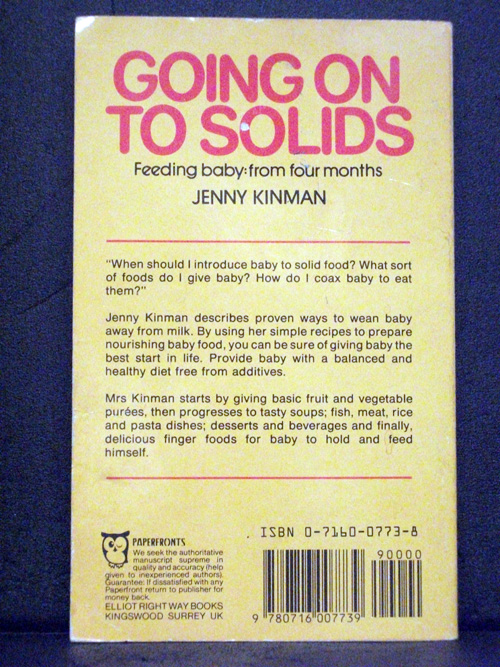 GOING ON
TO SOLIDS
Feeding baby:from four months
JENNY KINMAN
"When should I introduce baby to solid food? What sort
of foods do I give baby? How do I coax baby to eat
them?"
Jenny Kinman describes proven ways to wean baby
away from milk. By using her simple recipes to prepare
nourishing baby food, you can be sure of giving baby the
best start in life. Provide baby with a balanced and
healthy diet free from additives.
Mrs Kinman starts by giving basic fruit and vegetable
purées, then progresses to tasty soups; fish, meat, rice
and pasta dishes; desserts and beverages and finally,
delicious finger foods for baby to hold and feed
himself.
PAPERFRONTS
We seek the authoritative
manuscript supreme in
quality and accuracy (help
given to inexperienced authors).
Guarantee: If dissatisfied with any
Paperfront return to publisher for
money back.
ELLIOT RIGHT WAY BOOKS
KINGSWOOD SURREY UK
ISBN 0-7160-0773-8
90000
9 780716 007739